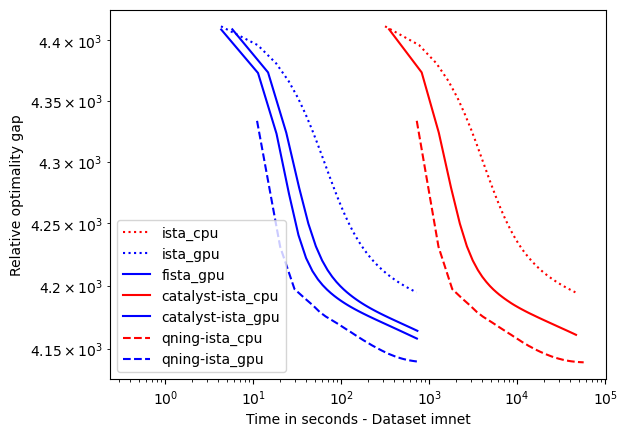 4.4 × 10³
4.35 × 10³
4.3 × 10³
4.25 × 10³
4.2 × 10³
4.15 × 10³
Relative optimality gap
ista_cpu
ista_gpu
fista_gpu
catalyst-ista_cpu
catalyst-ista_gpu
qning-ista_cpu
qning-ista_gpu
10⁰ 10¹ 10² 10³ 10⁴ 10⁵
Time in seconds - Dataset imnet